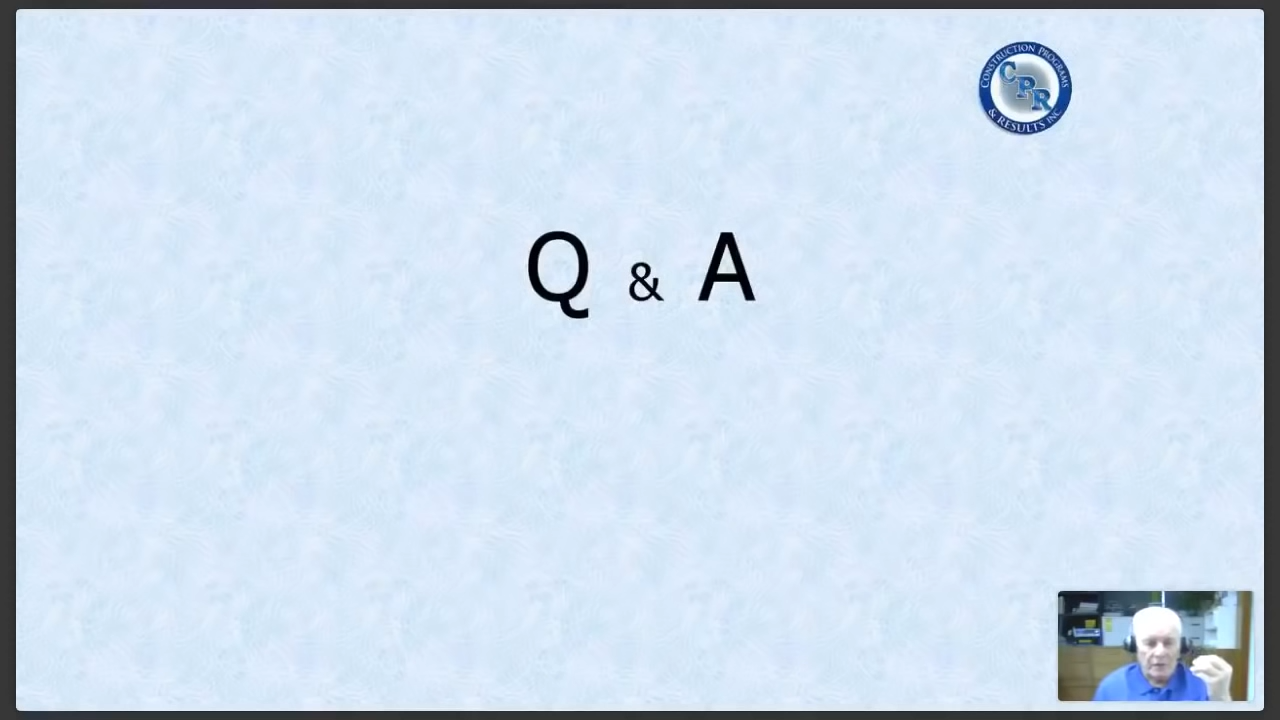 CONSTRUCTION PROGRAMS
CPR
& RESULTS INC
Q & A